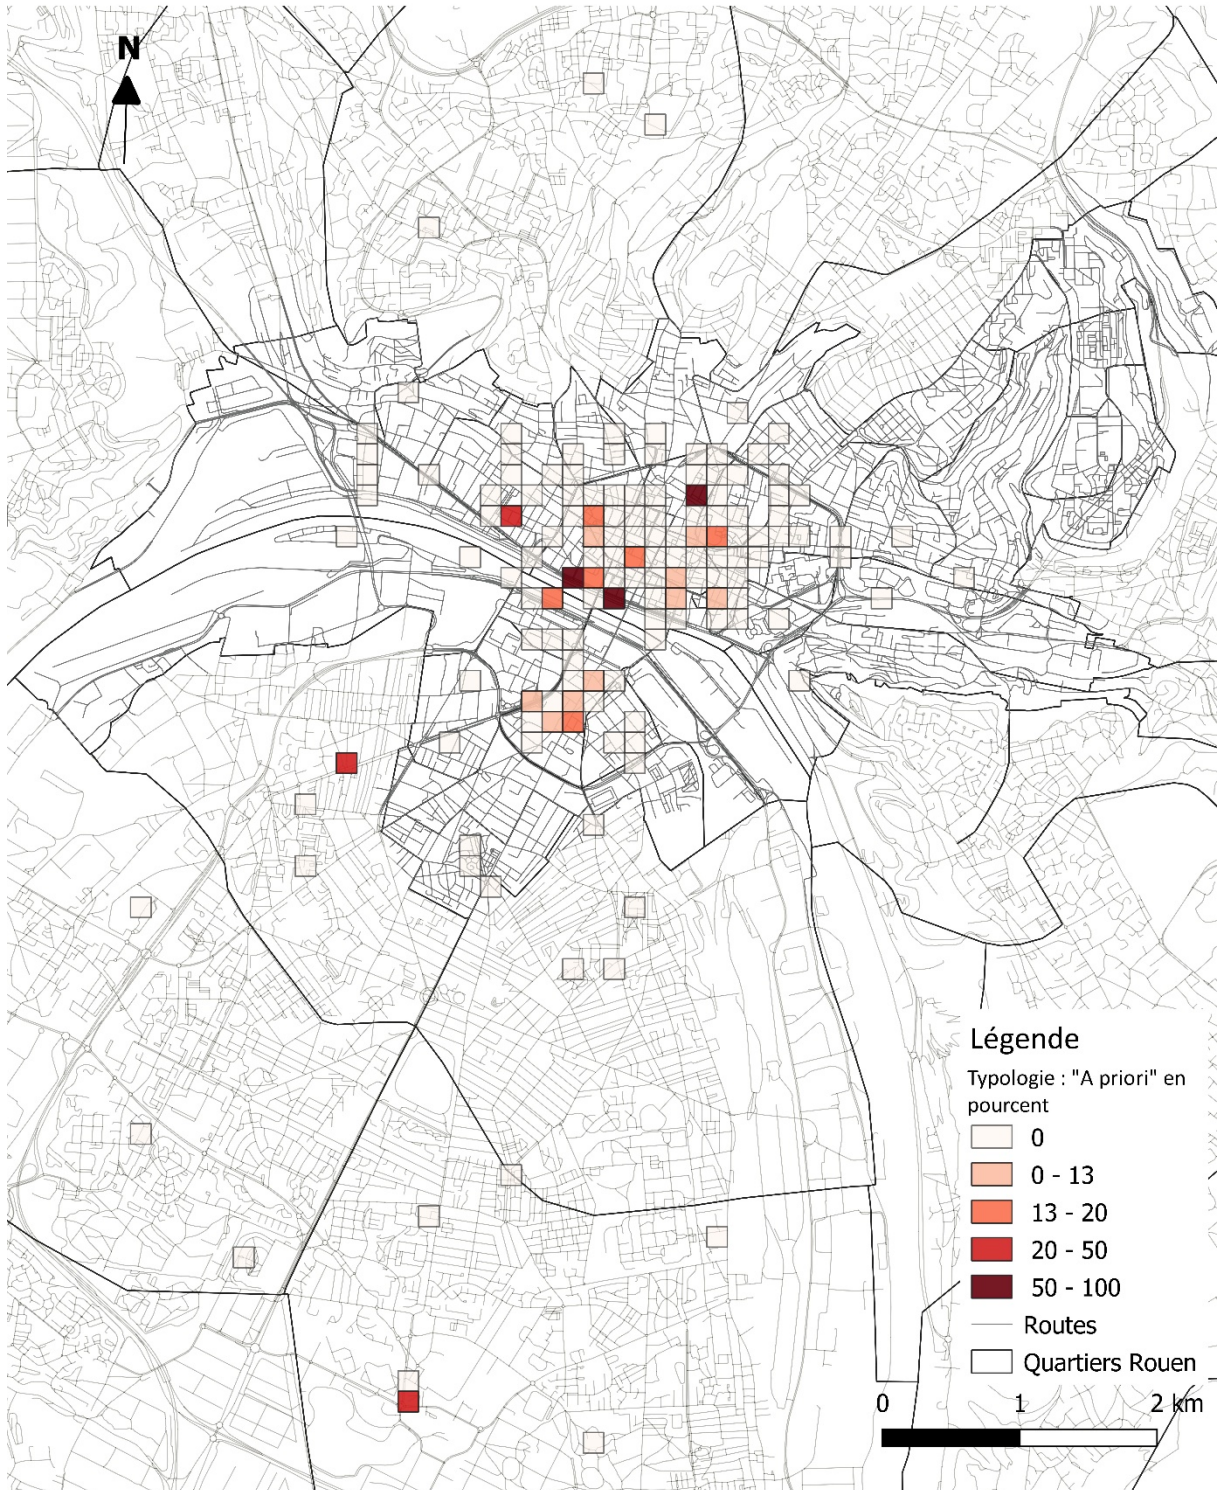 N
Légende
Typologie : "A priori" en
pourcent
0
0 - 13
13 - 20
20 - 50
50 - 100
Routes
Quartiers Rouen
0 1 2 km